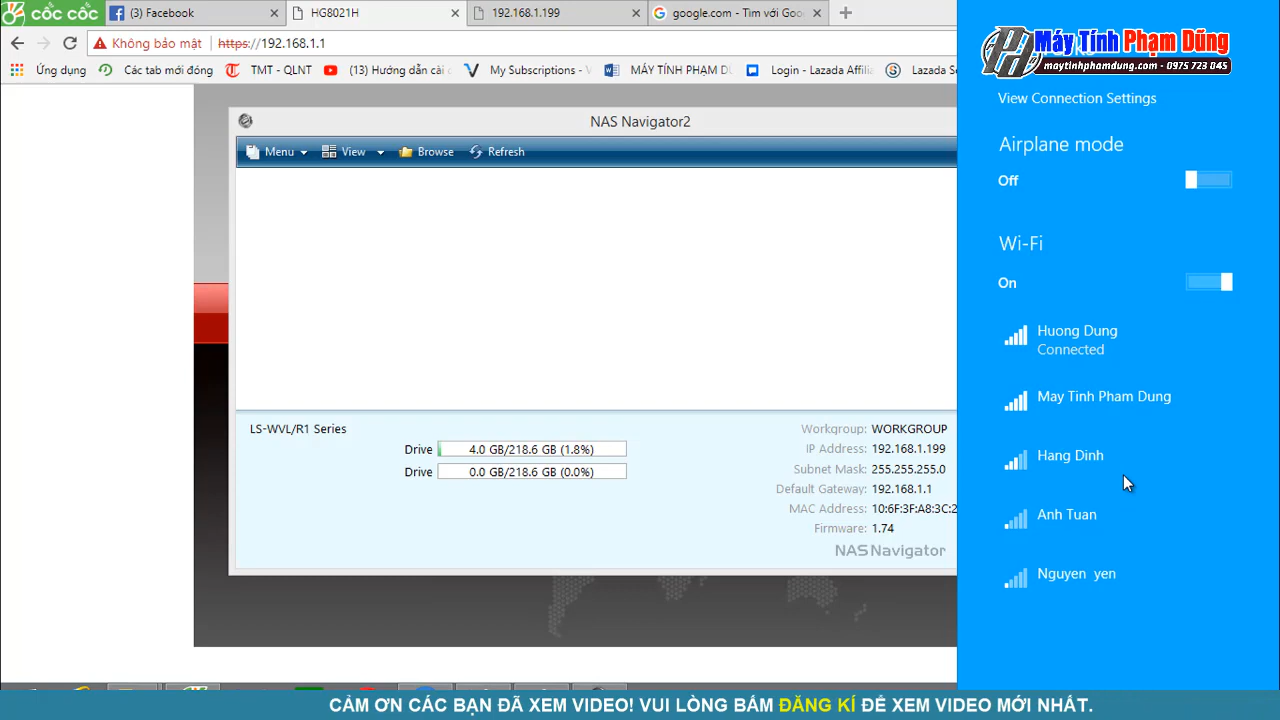 cốc cốc
(3) Facebook
HG8021H
192.168.1.199
google.com - Tìm với Goo
Không bảo mật
https://192.168.1.1
Ứng dụng
Các tab mới đóng
TMT - QLNT
(13) Hướng dẫn cài
My Subscriptions -
MÁY TÍNH PHẠM D
Login - Lazada Affili
Lazada S
Máy Tính Phạm Dũng
maytinhphamdung.com - 0975 723 045
View Connection Settings
Airplane mode
Off
Wi-Fi
On
Huong Dung
Connected
May Tinh Pham Dung
Hang Dinh
Anh Tuan
Nguyen yen
NAS Navigator2
Menu
View
Browse
Refresh
LS-WVL/R1 Series
Drive 4.0 GB/218.6 GB (1.8%)
Drive 0.0 GB/218.6 GB (0.0%)
Workgroup: WORKGROUP
IP Address: 192.168.1.199
Subnet Mask: 255.255.255.0
Default Gateway: 192.168.1.1
MAC Address: 10:6F:3F:A8:3C:2
Firmware: 1.74
NAS Navigator
CẢM ƠN CÁC BẠN ĐÃ XEM VIDEO! VUI LÒNG BẤM ĐĂNG KÍ ĐỂ XEM VIDEO MỚI NHẤT.